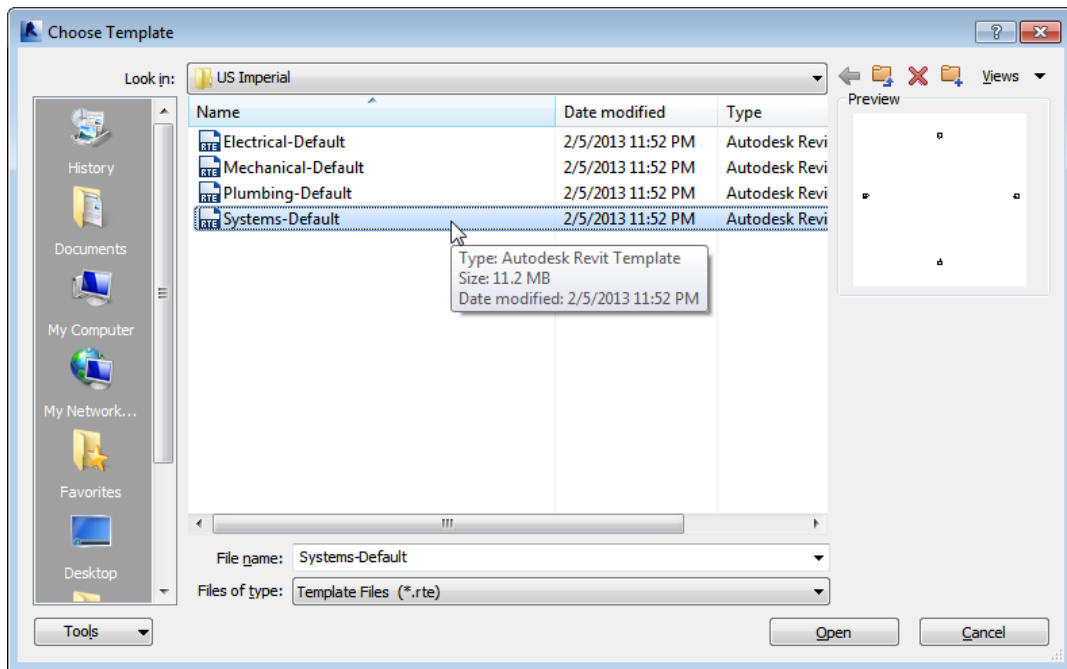 Choose Template
Look in: US Imperial Views
Preview
Name Date modified Type
Electrical-Default 2/5/2013 11:52 PM Autodesk Revi
Mechanical-Default 2/5/2013 11:52 PM Autodesk Revi
Plumbing-Default 2/5/2013 11:52 PM Autodesk Revi
Systems-Default 2/5/2013 11:52 PM Autodesk Revi
Type: Autodesk Revit Template
Size: 11.2 MB
Date modified: 2/5/2013 11:52 PM
History
Documents
My Computer
My Network...
Favorites
Desktop
File name: Systems-Default
Files of type: Template Files (*.rte)
Tools Open Cancel